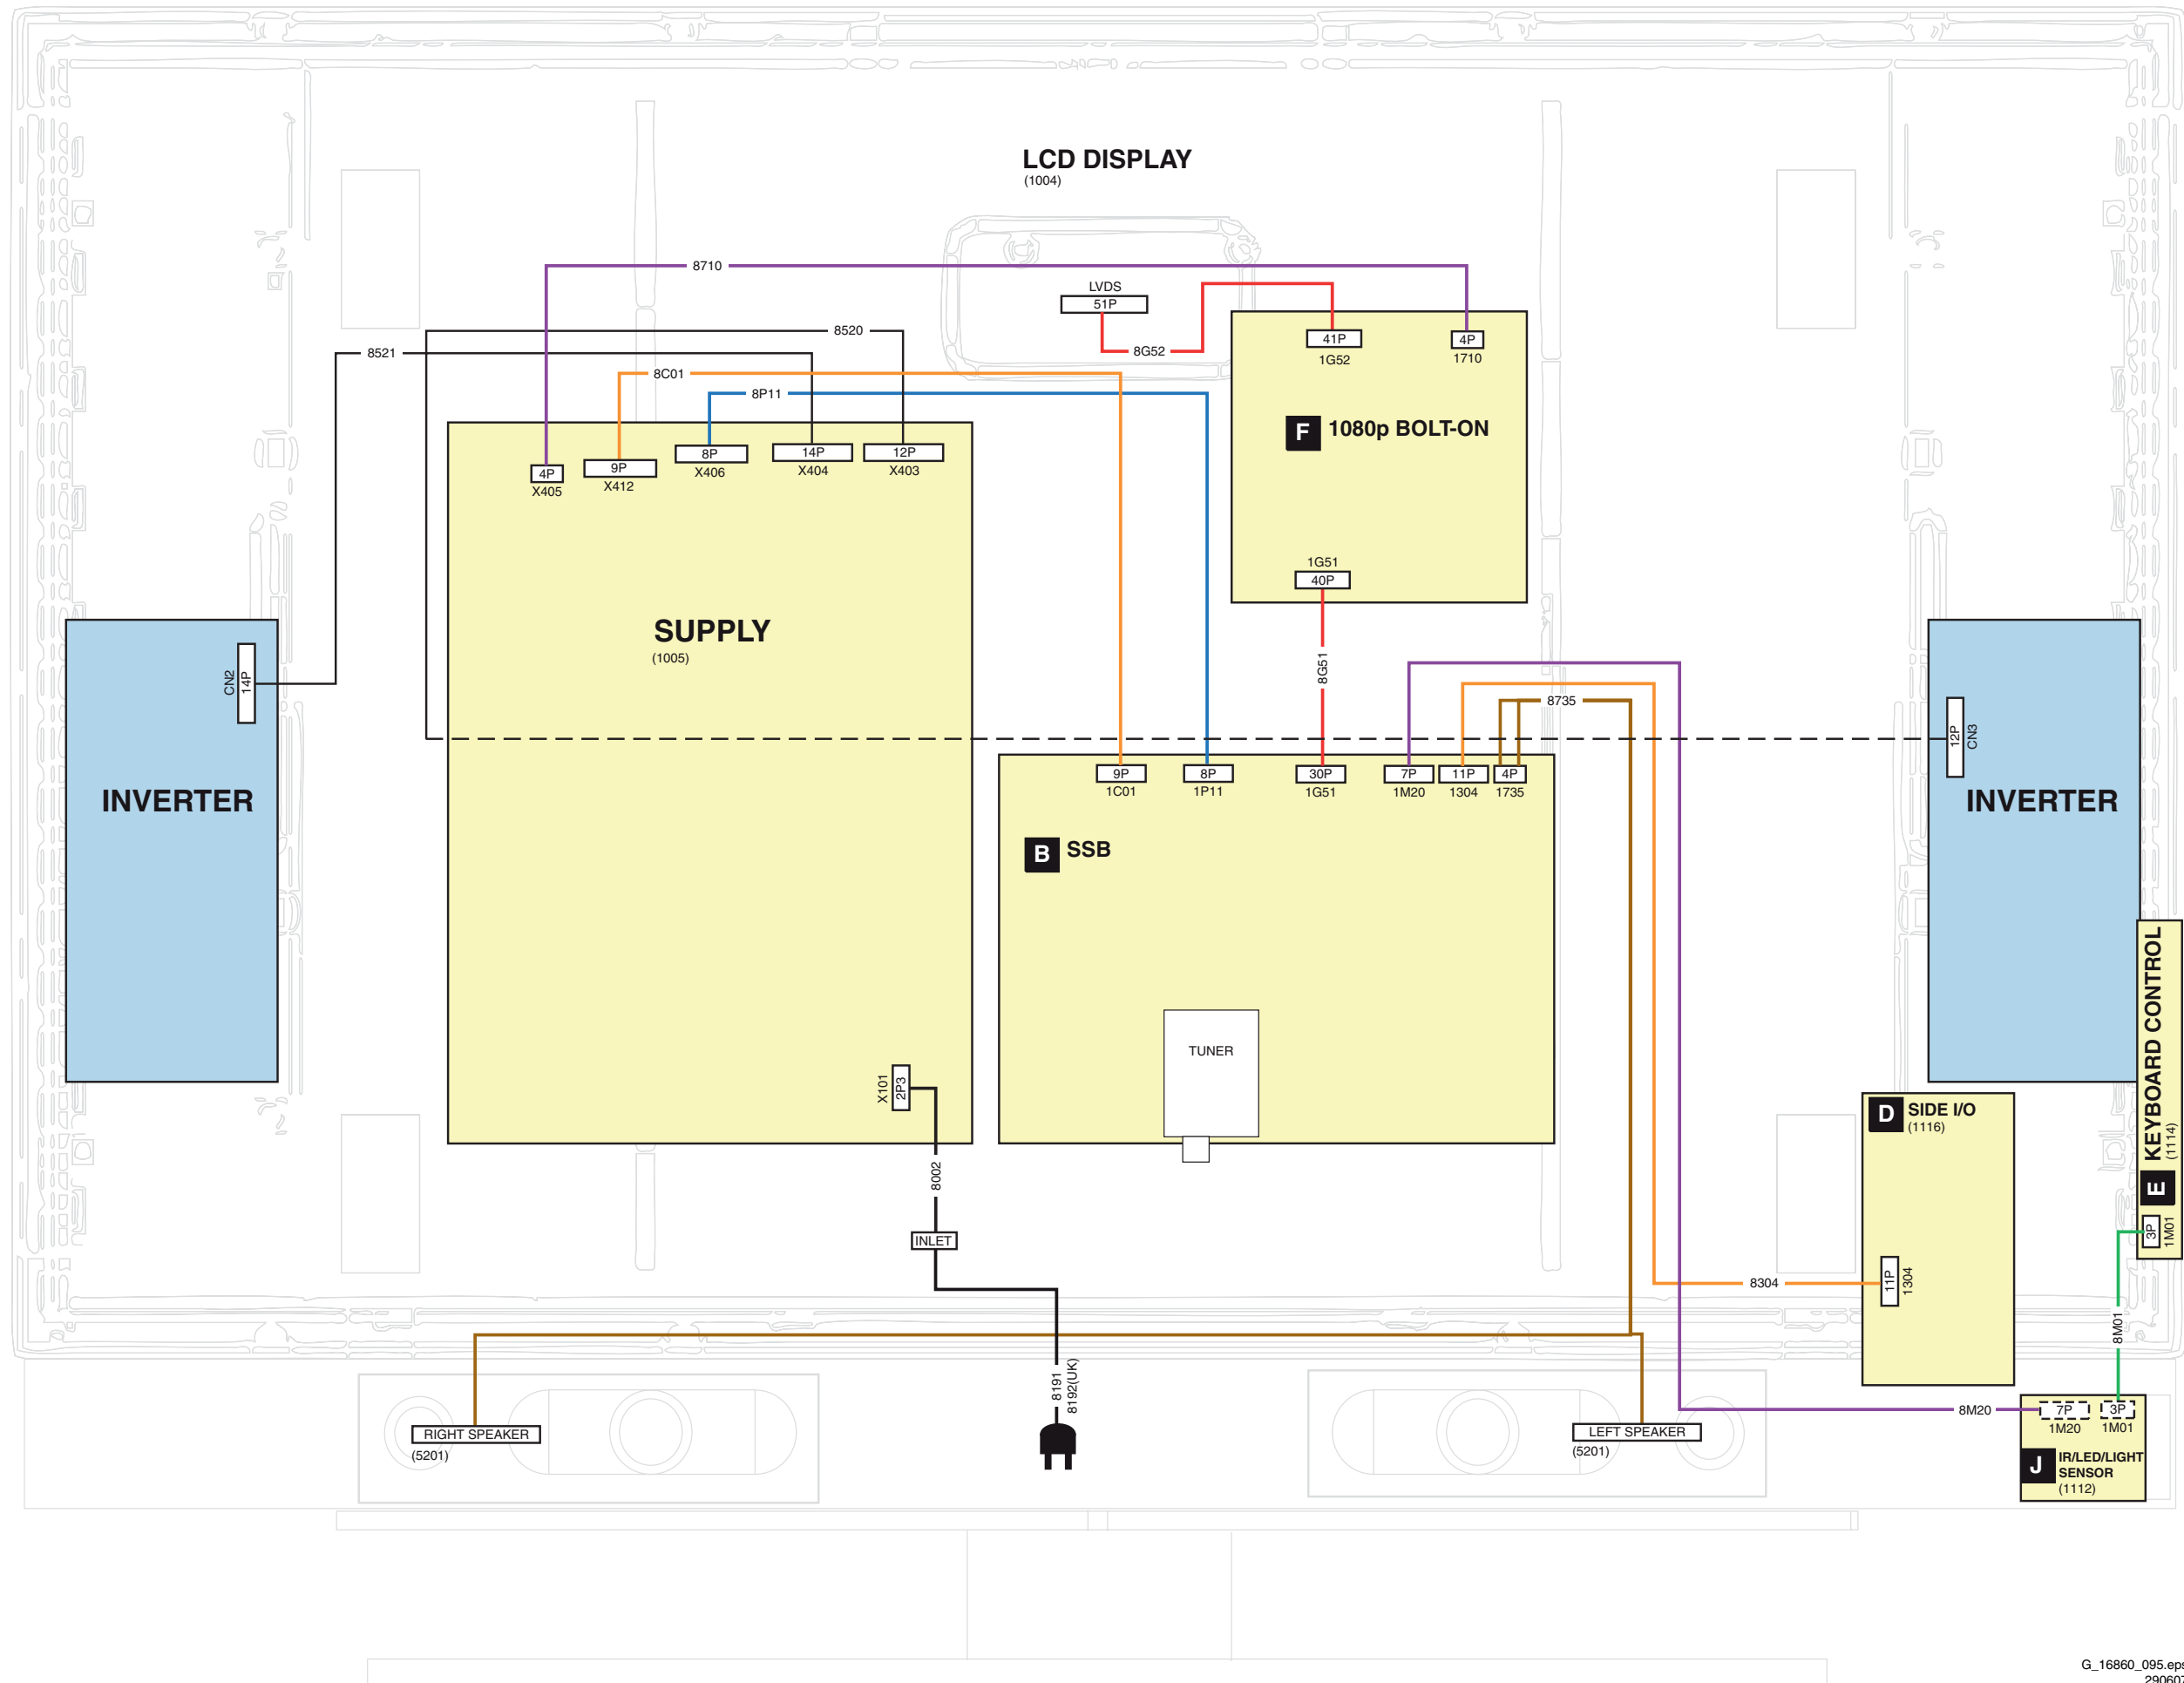 LCD DISPLAY
(1004)
8710
LVDS
51P
8520
8G52
8521
8C01
8P11
41P
1G52
4P
1710
F 1080p BOLT-ON
4P
X405
9P
X412
8P
X406
14P
X404
12P
X403
1G51
40P
SUPPLY
(1005)
CN2
14P
8G51
8735
12P
CN3
INVERTER
INVERTER
9P
1C01
8P
1P11
30P
1G51
7P
1M20
11P
1304
4P
1735
B SSB
TUNER
X101
2P3
8002
INLET
KEYBOARD CONTROL
(1114)
E
3P
1M01
D SIDE I/O
(1116)
11P
1304
8304
8M01
8191
8192(UK)
RIGHT SPEAKER
(5201)
LEFT SPEAKER
(5201)
8M20
7P
1M20
3P
1M01
J IR/LED/LIGHT
SENSOR
(1112)
G_16860_095.eps
290607